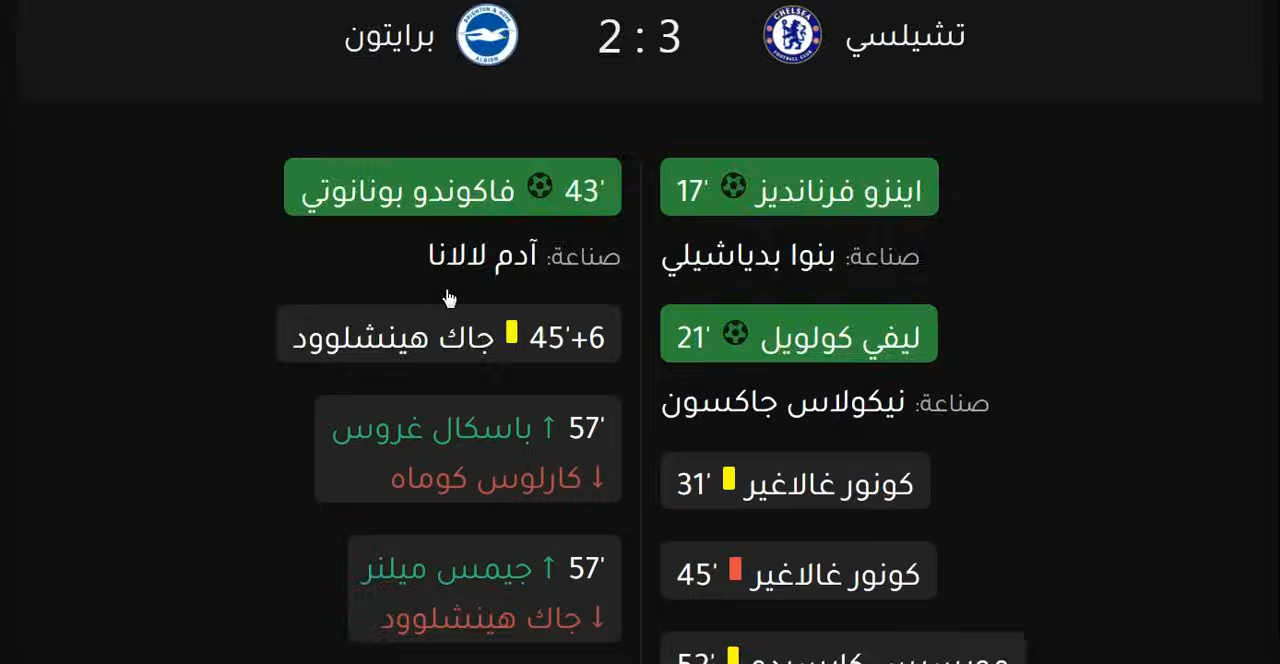 تشيلسي 3 : 2 برايتون
اينزو فرنانديز 17'
صناعة: بنوا بدياشيلي
ليفي كولويل 21'
صناعة: نيكولاس جاكسون
كونور غالاغير 31'
كونور غالاغير 45'
52'
43' فاكوندو بونانوتي
صناعة: آدم لالانا
45'+6 جاك هينشلوود
57' ↑ باسكال غروس
↓ كارلوس كوماه
57' ↑ جيمس ميلنر
↓ جاك هينشلوود